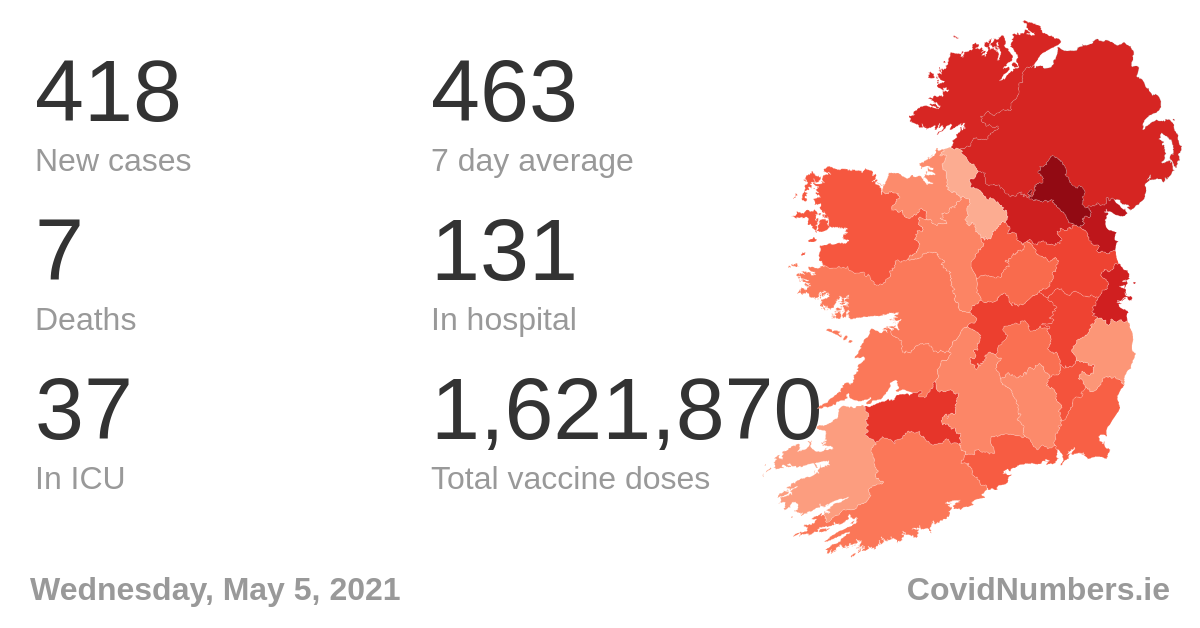 418
463
New cases
7 day average
7
131
Deaths
In hospital
37
1,621,870
In ICU
Total vaccine doses
Wednesday, May 5, 2021
CovidNumbers.ie